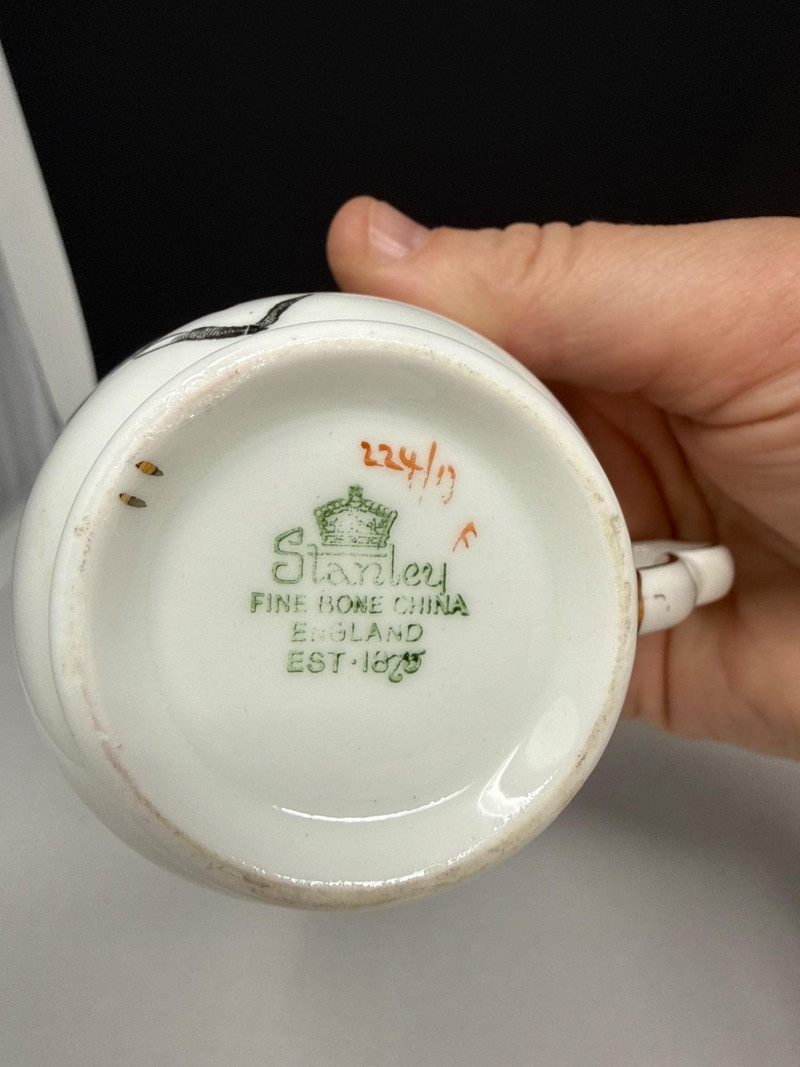 224/13
Stanley
FINE BONE CHINA
ENGLAND
EST·1875